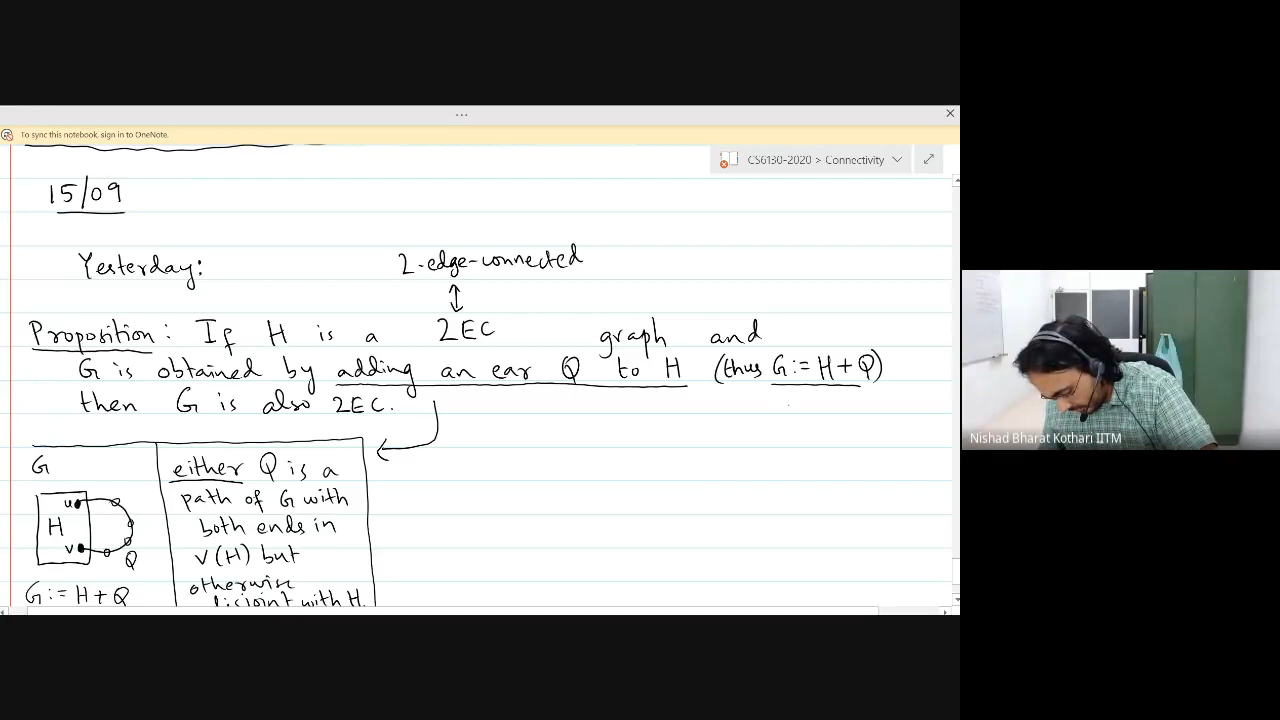 ...
To sync this notebook, sign in to OneNote.
CS6130-2020 > Connectivity
15/09
Yesterday:
2-edge-connected
↕
Proposition: If H is a 2EC graph and
G is obtained by adding an ear Q to H (thus G := H + Q)
then G is also 2EC.
G
u
H
v
Q
G := H + Q
either Q is a
path of G with
both ends in
V(H) but
otherwise
disjoint with H.
Nishad Bharat Kothari IITM